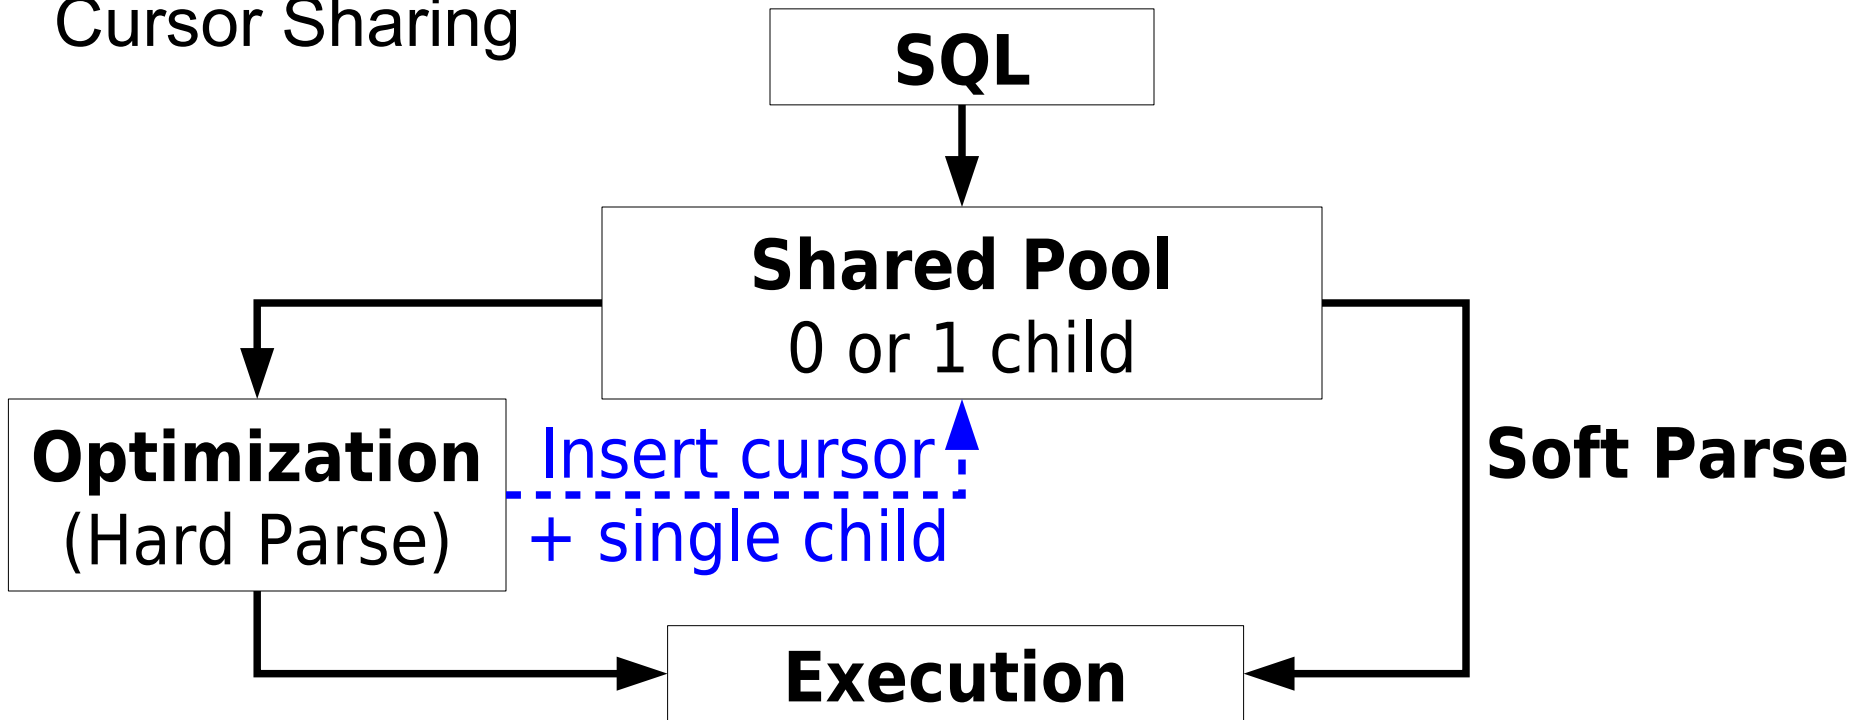 Cursor Sharing
SQL
Shared Pool
0 or 1 child
Optimization
(Hard Parse)
Insert cursor
+ single child
Soft Parse
Execution